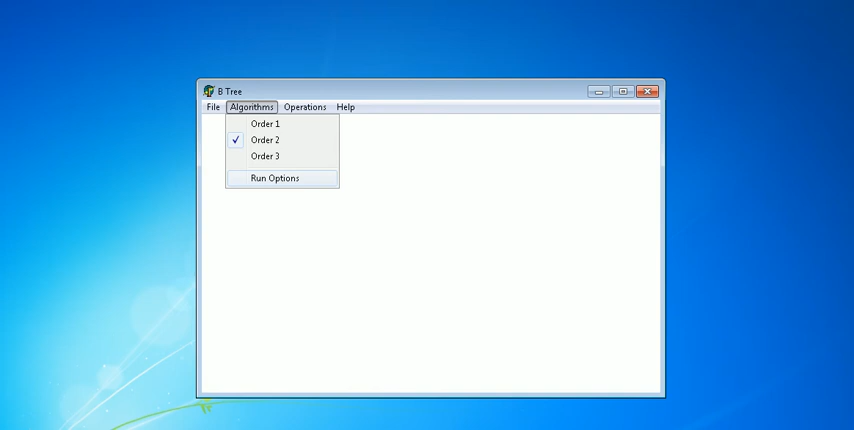 B Tree
File Algorithms Operations Help
Order 1
Order 2
Order 3
Run Options